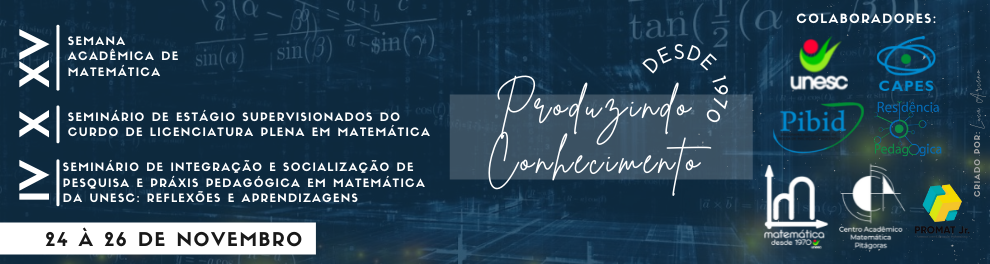 XV
SEMANA
ACADÊMICA DE
MATEMÁTICA
X
SEMINÁRIO DE ESTÁGIO SUPERVISIONADOS DO
CURDO DE LICENCIATURA PLENA EM MATEMÁTICA
IV
SEMINÁRIO DE INTEGRAÇÃO E SOCIALIZAÇÃO DE
PESQUISA E PRÁXIS PEDAGÓGICA EM MATEMÁTICA
DA UNESC: REFLEXÕES E APRENDIZAGENS
24 À 26 DE NOVEMBRO
DESDE 1970
Produzindo
Conhecimento
COLABORADORES:
unesc
CAPES
Pibid
Residência
PedagÓgica
matemática
desde 1970
Centro Acadêmico
Matemática
Pitágoras
PROMAT Jr.
CRIADO POR:
tan(
sin(β)
sin(α)